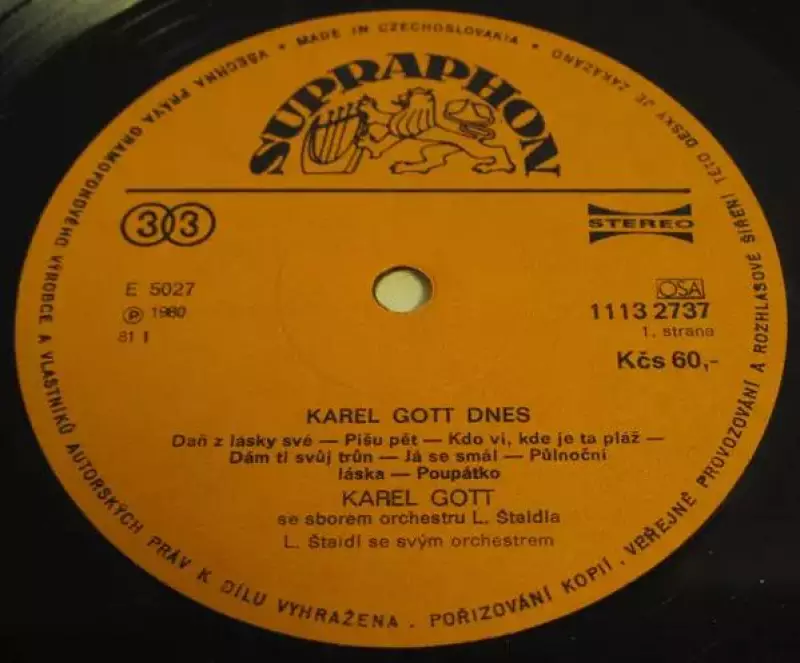 VŠECHNA PRÁVA GRAMOFONOVÉHO VÝROBCE A VLASTNÍKŮ AUTORSKÝCH PRÁV K DÍLU VYHRAŽENA . POŘIZOVÁNÍ KOPIÍ . VEŘEJNÉ PROVOZOVÁNÍ A ROZHLASOVÉ ŠÍŘENÍ TÉTO DESKY JE ZAKÁZÁNO
• MADE IN CZECHOSLOVAKIA •
SUPRAPHON
33
STEREO
E 5027
℗ 1980
81 1
OSA
1113 2737
1. strana
Kčs 60,-
KAREL GOTT DNES
Daň z lásky své — Píšu pět — Kdo ví, kde je ta pláž —
Dám ti svůj trůn — Já se smál — Půlnoční
láska — Poupátko
KAREL GOTT
se sborem orchestru L. Štaidla
L. Štaidl se svým orchestrem